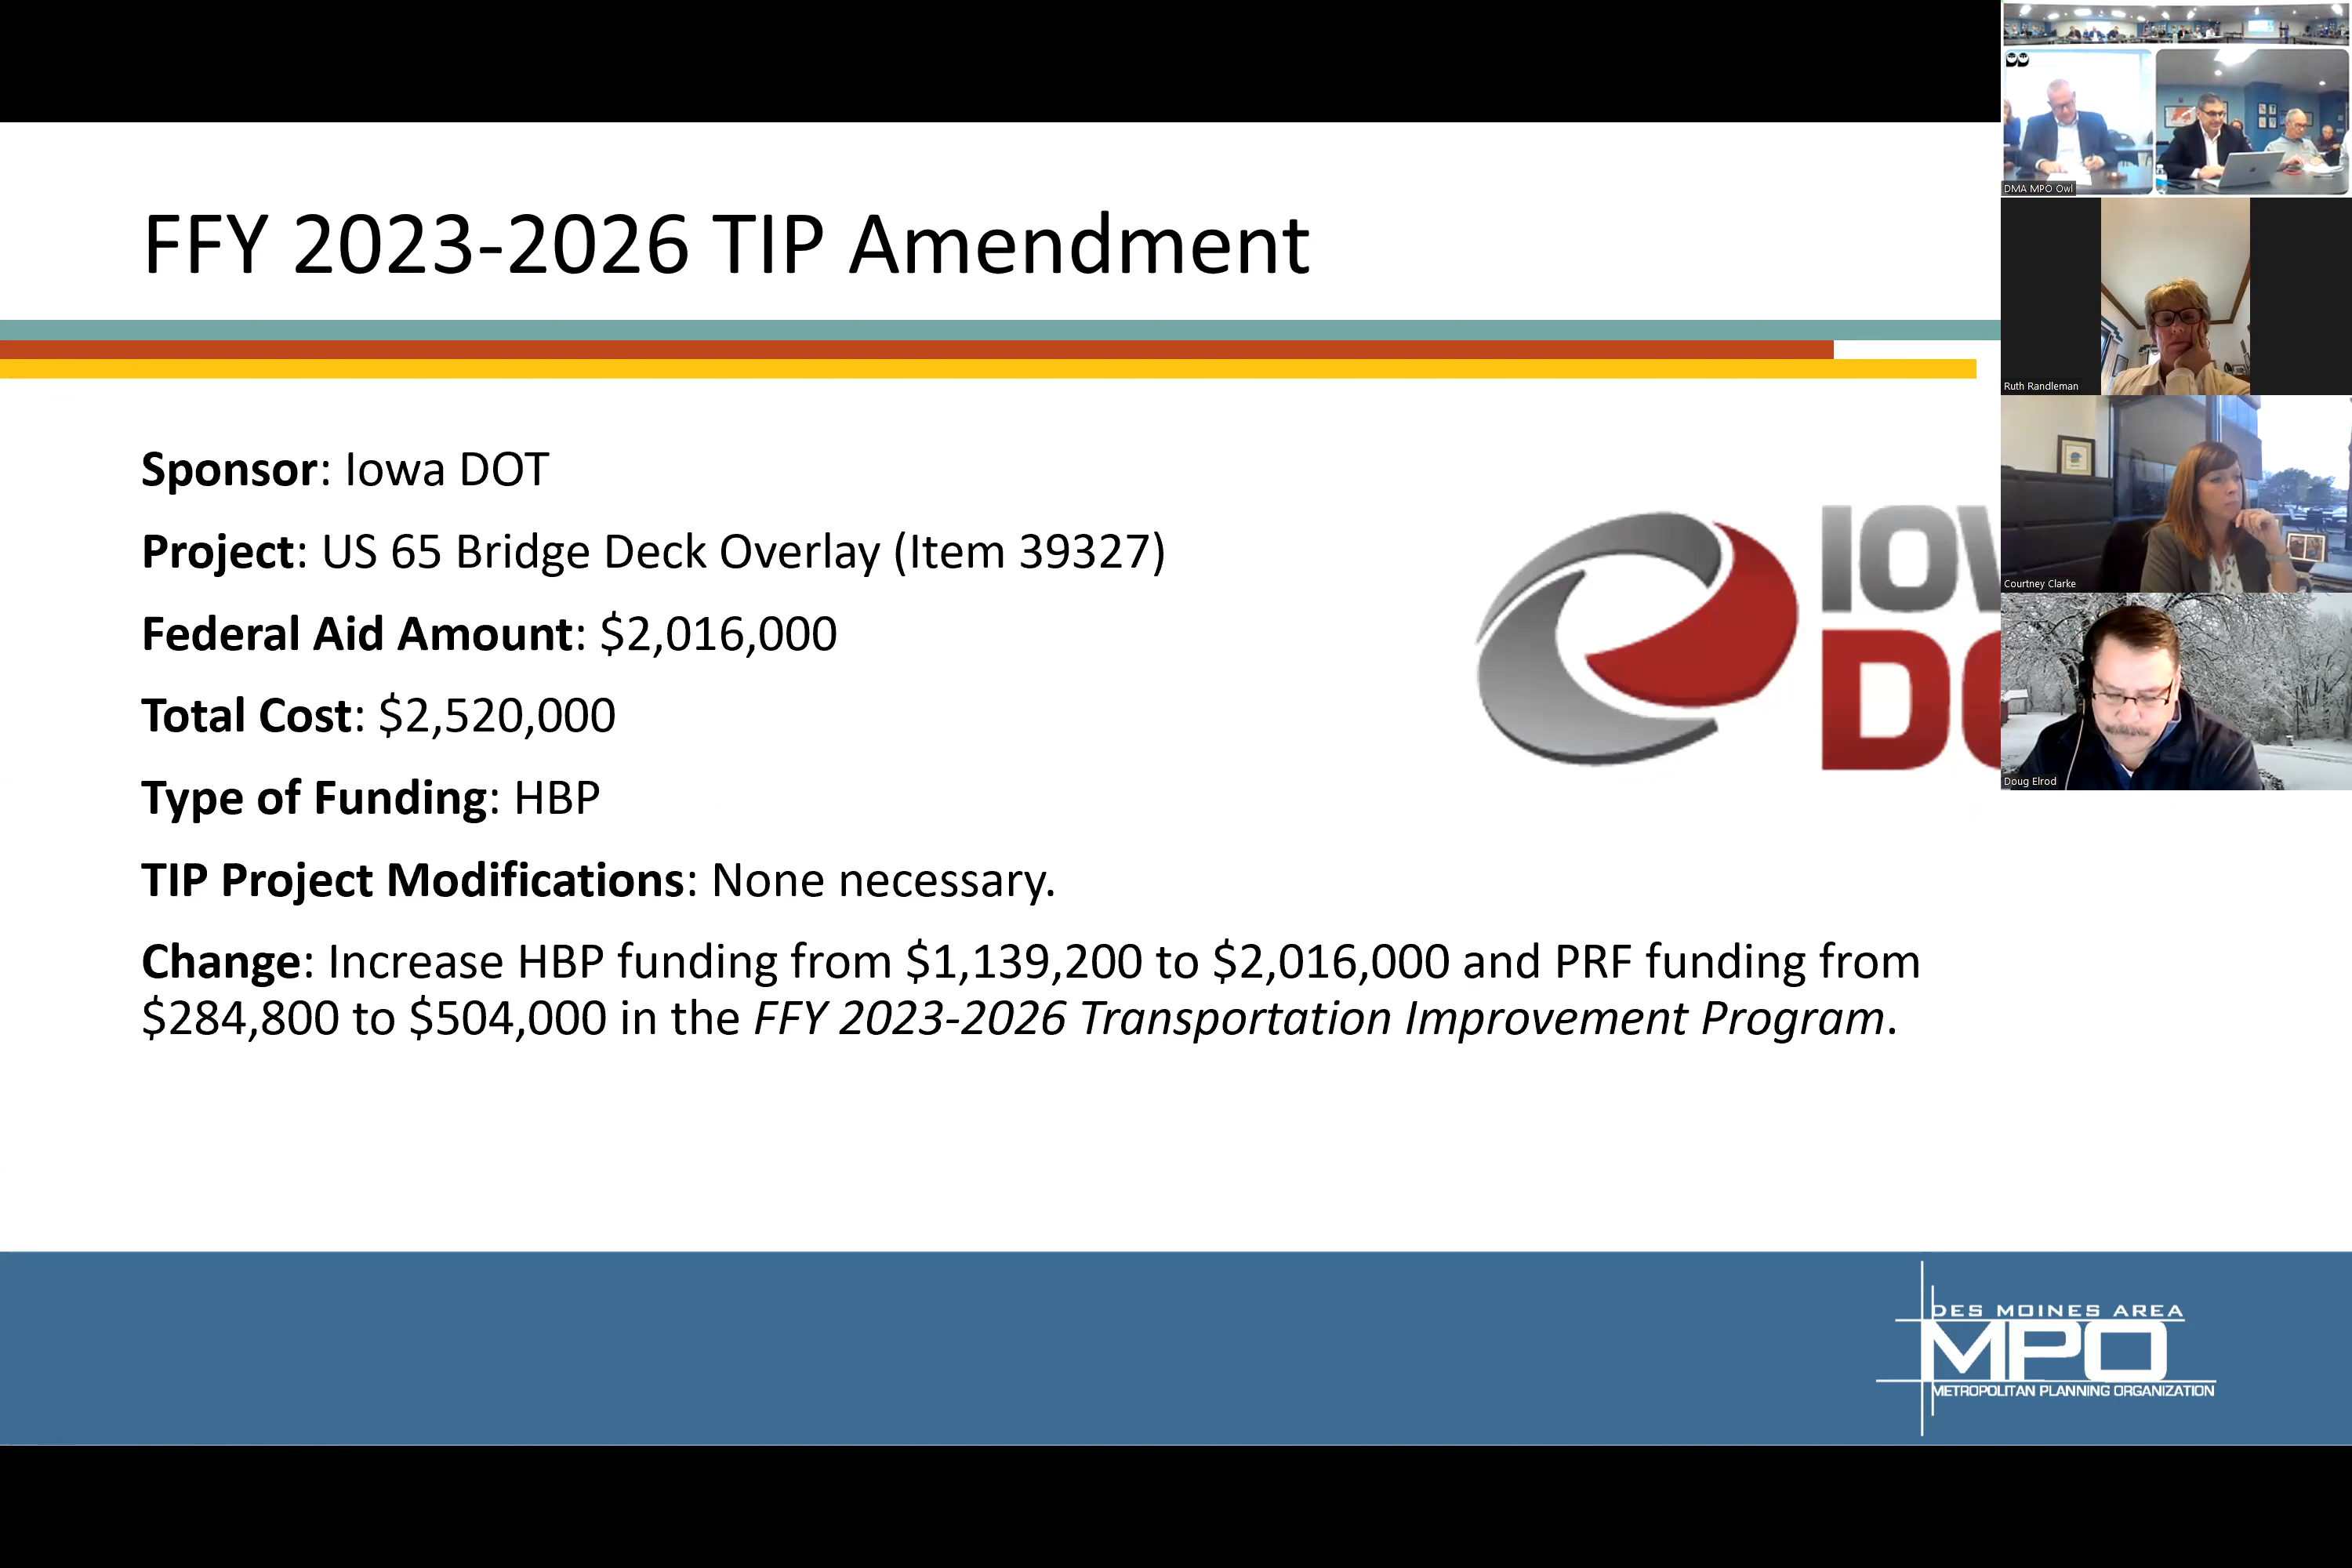 FFY 2023-2026 TIP Amendment
Sponsor: Iowa DOT
Project: US 65 Bridge Deck Overlay (Item 39327)
Federal Aid Amount: $2,016,000
Total Cost: $2,520,000
Type of Funding: HBP
TIP Project Modifications: None necessary.
Change: Increase HBP funding from $1,139,200 to $2,016,000 and PRF funding from
$284,800 to $504,000 in the FFY 2023-2026 Transportation Improvement Program.
DMA MPO Owl
Ruth Randleman
Courtney Clarke
Doug Elrod
DES MOINES AREA
MPO
METROPOLITAN PLANNING ORGANIZATION